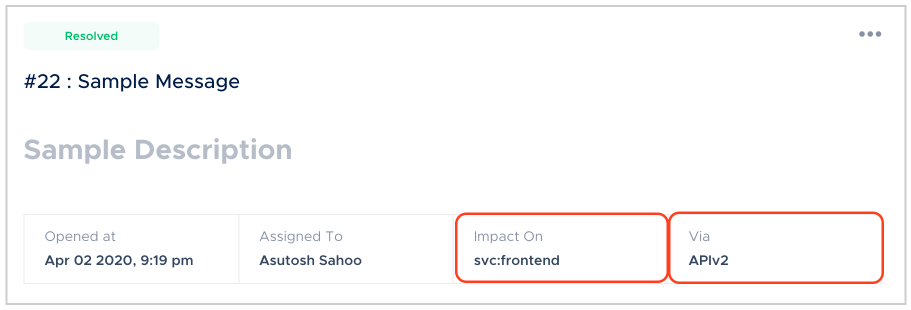 Resolved
#22 : Sample Message
Sample Description
Opened at
Apr 02 2020, 9:19 pm
Assigned To
Asutosh Sahoo
Impact On
svc:frontend
Via
APIv2